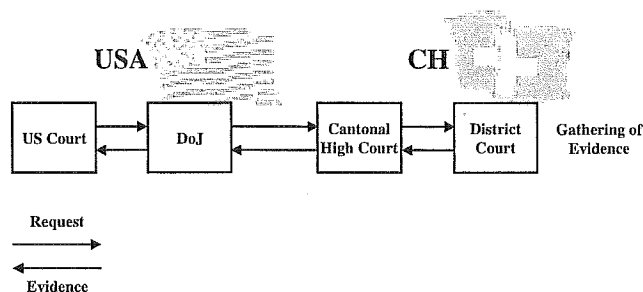 USA
CH
US Court
DoJ
Cantonal
High Court
District
Court
Gathering of
Evidence
Request
Evidence